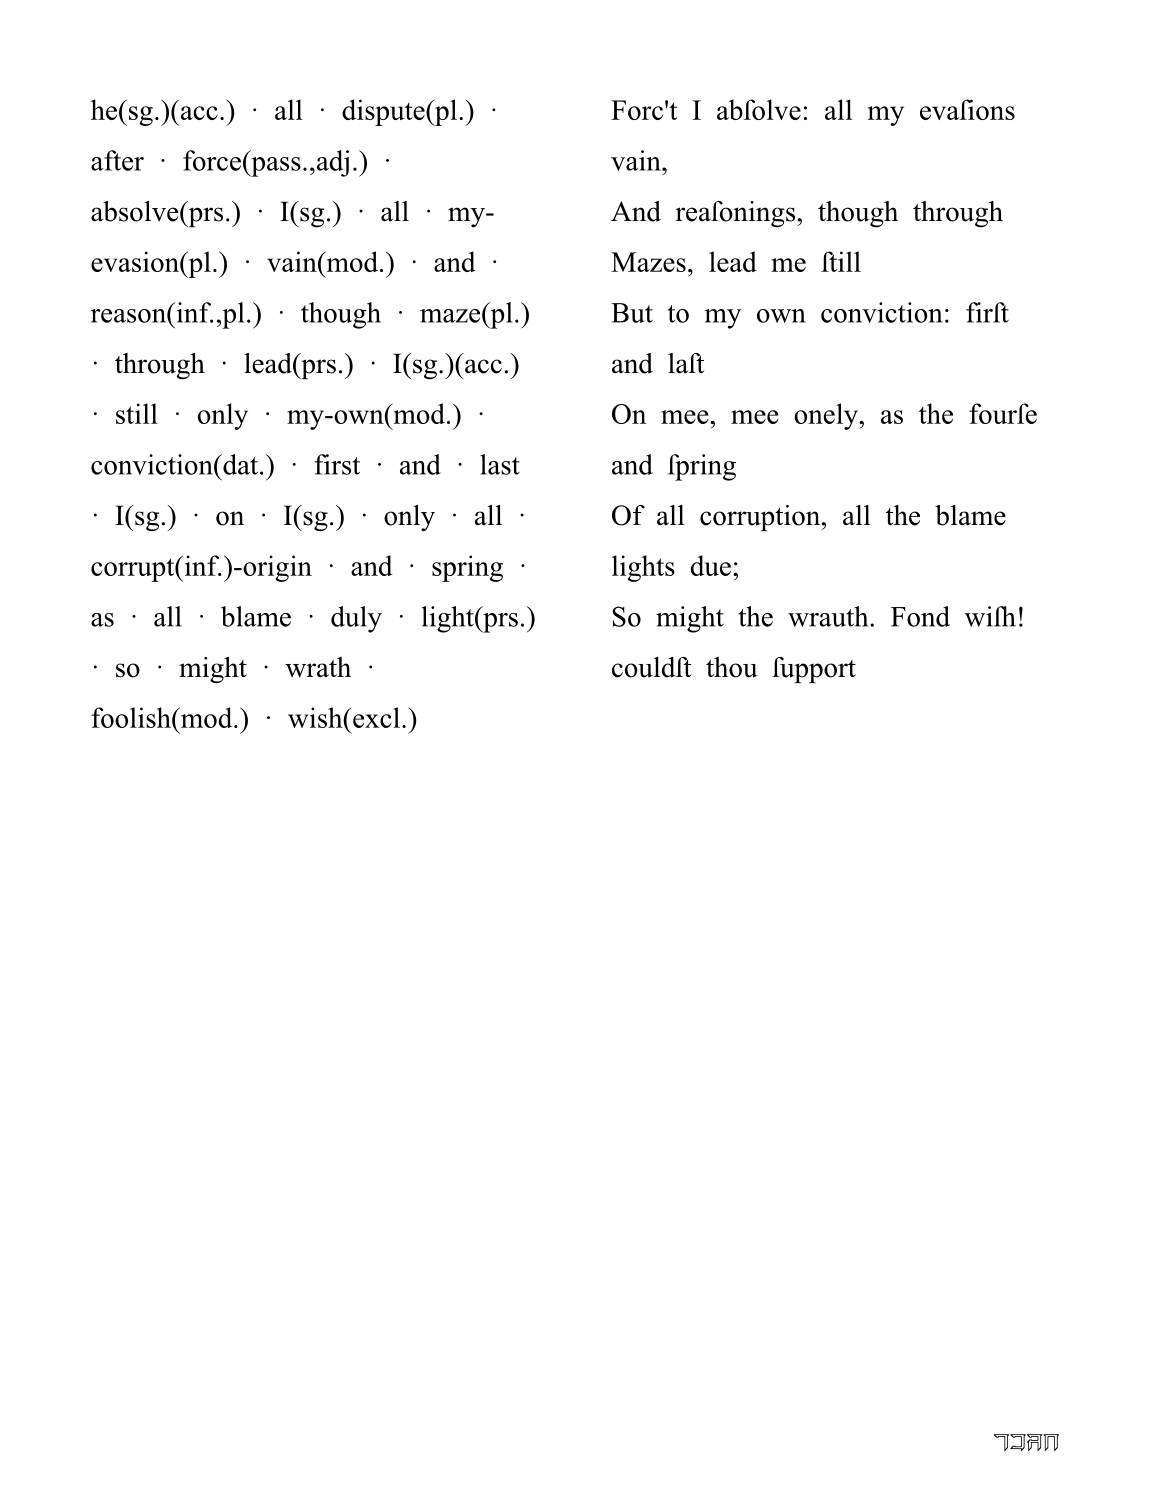 he(sg.)(acc.) · all · dispute(pl.) ·
after · force(pass.,adj.) ·
absolve(prs.) · I(sg.) · all · my-
evasion(pl.) · vain(mod.) · and ·
reason(inf.,pl.) · though · maze(pl.)
· through · lead(prs.) · I(sg.)(acc.)
· still · only · my-own(mod.) ·
conviction(dat.) · first · and · last
· I(sg.) · on · I(sg.) · only · all ·
corrupt(inf.)-origin · and · spring ·
as · all · blame · duly · light(prs.)
· so · might · wrath ·
foolish(mod.) · wish(excl.)
Forc't I abſolve: all my evaſions
vain,
And reaſonings, though through
Mazes, lead me ſtill
But to my own conviction: firſt
and laſt
On mee, mee onely, as the fourſe
and ſpring
Of all corruption, all the blame
lights due;
So might the wrauth. Fond wiſh!
couldſt thou ſupport